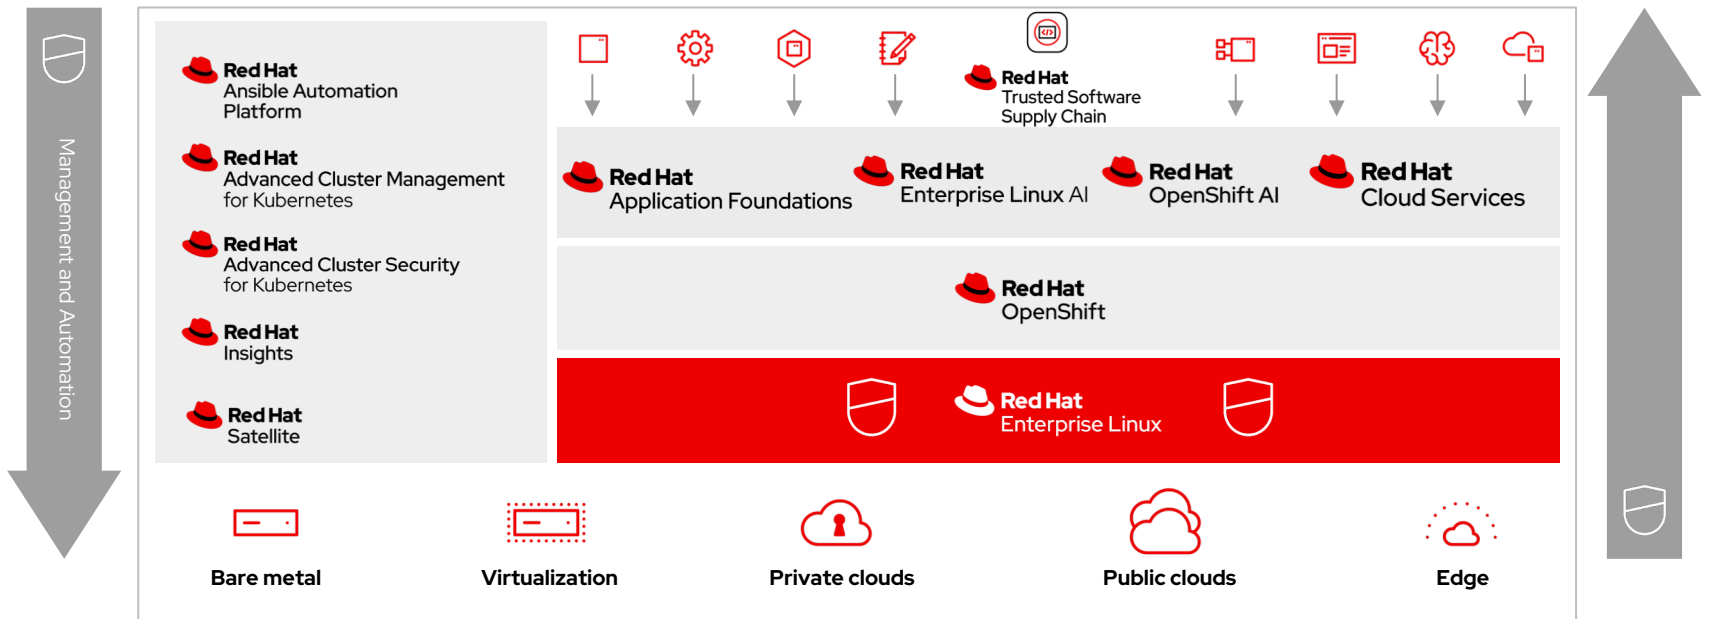 Management and Automation
Red Hat
Ansible Automation
Platform
Red Hat
Advanced Cluster Management
for Kubernetes
Red Hat
Advanced Cluster Security
for Kubernetes
Red Hat
Insights
Red Hat
Satellite
Red Hat
Trusted Software
Supply Chain
Red Hat
Application Foundations
Red Hat
Enterprise Linux AI
Red Hat
OpenShift AI
Red Hat
Cloud Services
Red Hat
OpenShift
Red Hat
Enterprise Linux
Bare metal
Virtualization
Private clouds
Public clouds
Edge